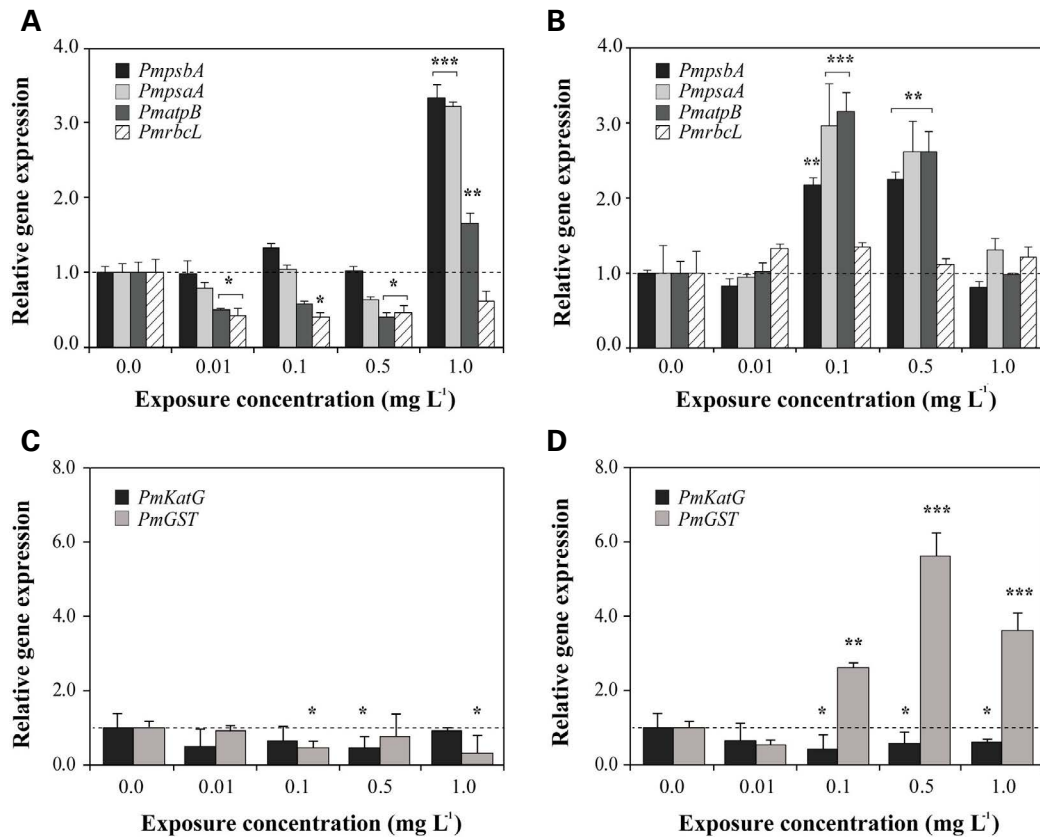 A
Relative gene expression
4.0
3.0
2.0
1.0
0.0
PmpsbA
PmpsaA
PmatpB
PmrbcL
*
*
*
***
**
0.0 0.01 0.1 0.5 1.0
Exposure concentration (mg L-1)
B
Relative gene expression
4.0
3.0
2.0
1.0
0.0
PmpsbA
PmpsaA
PmatpB
PmrbcL
**
***
**
0.0 0.01 0.1 0.5 1.0
Exposure concentration (mg L-1)
C
Relative gene expression
8.0
6.0
4.0
2.0
0.0
PmKatG
PmGST
* * *
0.0 0.01 0.1 0.5 1.0
Exposure concentration (mg L-1)
D
Relative gene expression
8.0
6.0
4.0
2.0
0.0
PmKatG
PmGST
*
**
*
***
*
***
0.0 0.01 0.1 0.5 1.0
Exposure concentration (mg L-1)